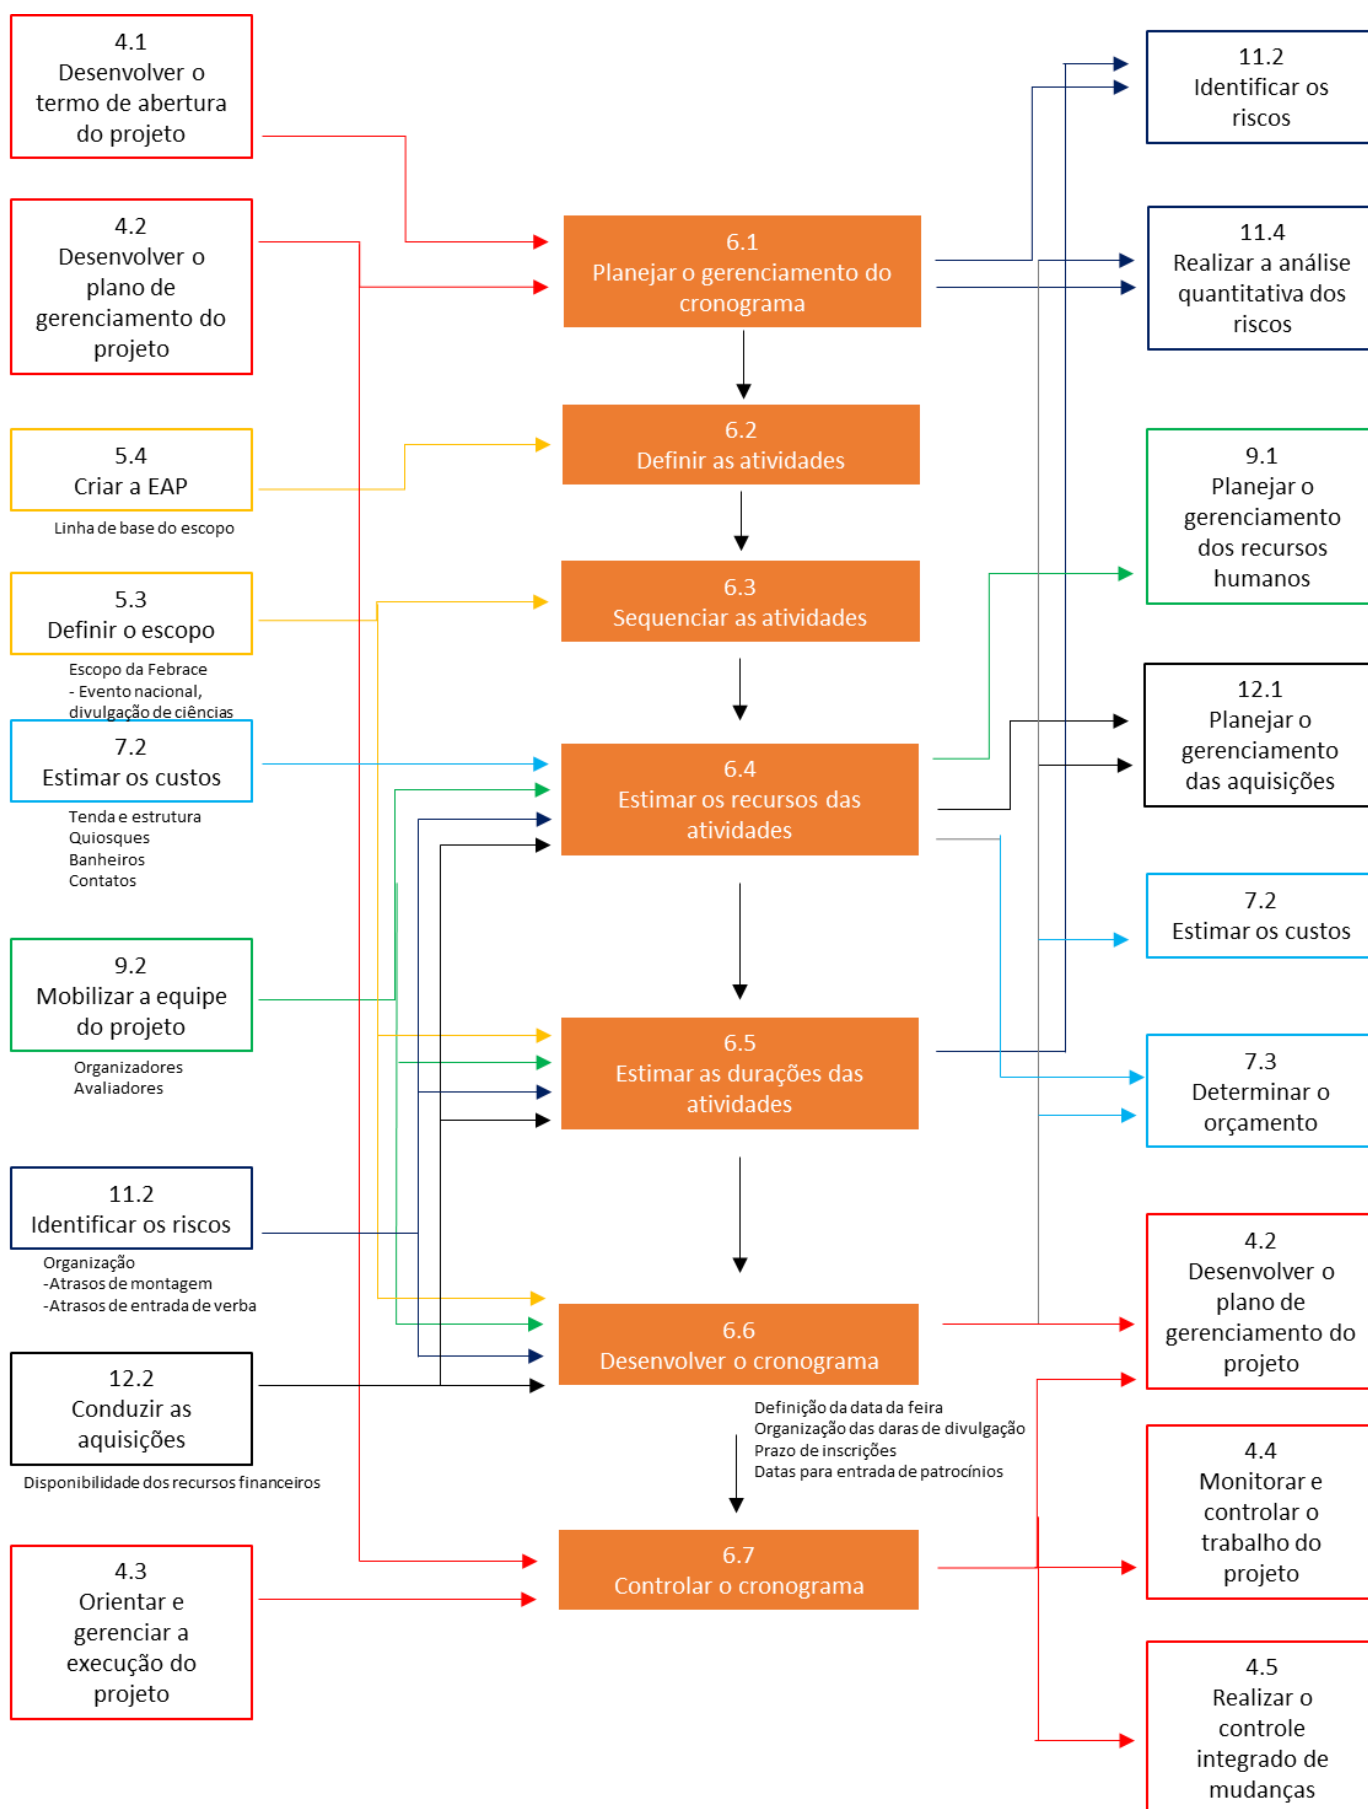 4.1
Desenvolver o
termo de abertura
do projeto
4.2
Desenvolver o
plano de
gerenciamento do
projeto
5.4
Criar a EAP
Linha de base do escopo
5.3
Definir o escopo
Escopo da Febrace
- Evento nacional,
divulgação de ciências
7.2
Estimar os custos
Tenda e estrutura
Quiosques
Banheiros
Contatos
9.2
Mobilizar a equipe
do projeto
Organizadores
Avaliadores
11.2
Identificar os riscos
Organização
-Atrasos de montagem
-Atrasos de entrada de verba
12.2
Conduzir as
aquisições
Disponibilidade dos recursos financeiros
4.3
Orientar e
gerenciar a
execução do
projeto
6.1
Planejar o gerenciamento do
cronograma
6.2
Definir as atividades
6.3
Sequenciar as atividades
6.4
Estimar os recursos das
atividades
6.5
Estimar as durações das
atividades
6.6
Desenvolver o cronograma
Definição da data da feira
Organização das daras de divulgação
Prazo de inscrições
Datas para entrada de patrocínios
6.7
Controlar o cronograma
11.2
Identificar os
riscos
11.4
Realizar a análise
quantitativa dos
riscos
9.1
Planejar o
gerenciamento
dos recursos
humanos
12.1
Planejar o
gerenciamento
das aquisições
7.2
Estimar os custos
7.3
Determinar o
orçamento
4.2
Desenvolver o
plano de
gerenciamento do
projeto
4.4
Monitorar e
controlar o
trabalho do
projeto
4.5
Realizar o
controle
integrado de
mudanças